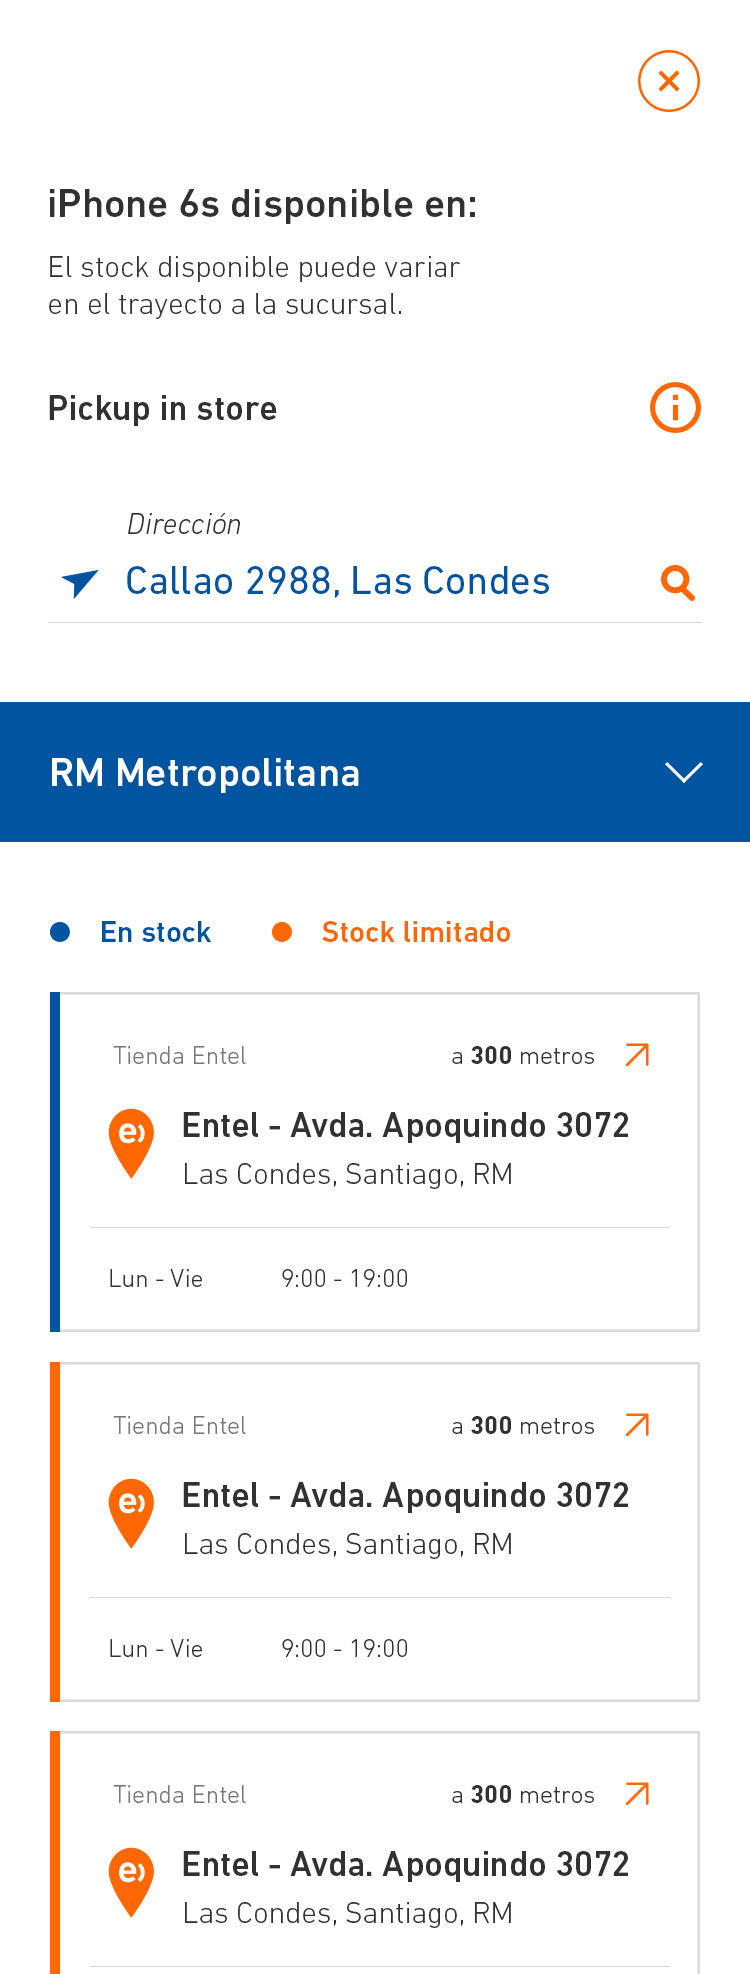 iPhone 6s disponible en:
El stock disponible puede variar
en el trayecto a la sucursal.
Pickup in store
Dirección
Callao 2988, Las Condes
RM Metropolitana
En stock
Stock limitado
Tienda Entel
a 300 metros
Entel - Avda. Apoquindo 3072
Las Condes, Santiago, RM
Lun - Vie
9:00 - 19:00
Tienda Entel
a 300 metros
Entel - Avda. Apoquindo 3072
Las Condes, Santiago, RM
Lun - Vie
9:00 - 19:00
Tienda Entel
a 300 metros
Entel - Avda. Apoquindo 3072
Las Condes, Santiago, RM